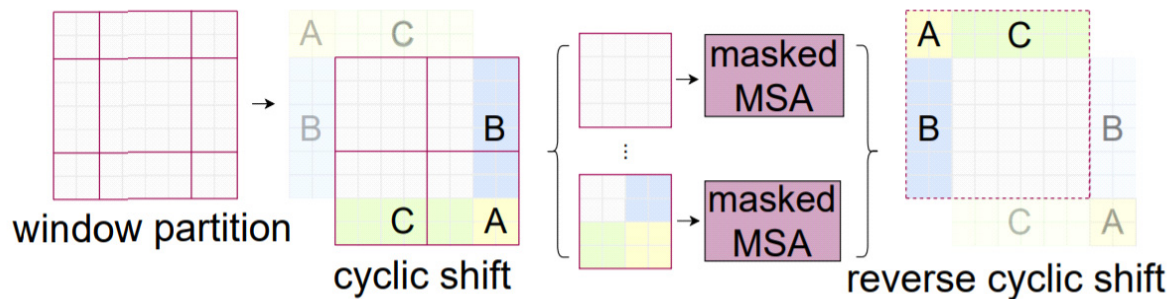 window partition
A C
B
B
C A
cyclic shift
masked
MSA
...
masked
MSA
A C
B B
C A
reverse cyclic shift